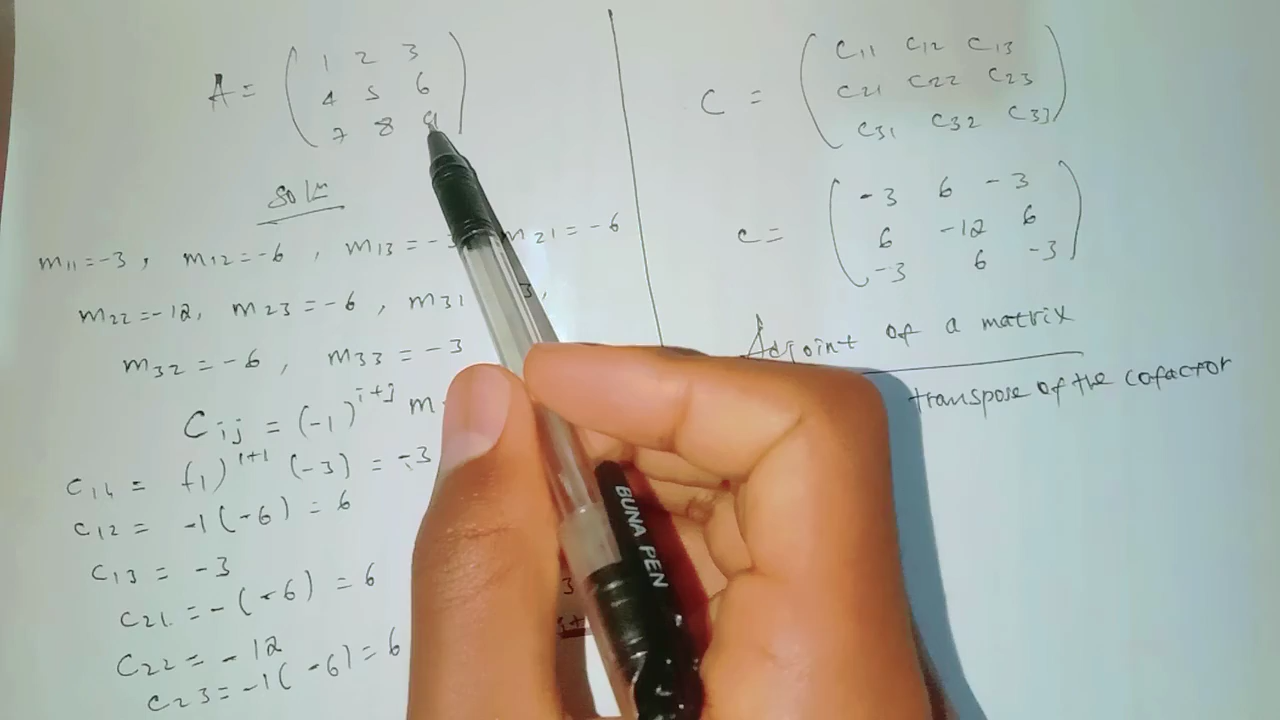 A = ( 1 2 3
4 5 6
7 8 9 )
soln
m11=-3, m12=-6, m13=- m21=-6
m22=-12, m23=-6, m31 3,
m32=-6, m33=-3
Cij = (-1)^i+j m
C11 = (-1)^1+1 (-3) = -3
C12 = -1(-6) = 6
C13 = -3
C21 = -(-6) = 6
C22 = -12
C23 = -1(-6) = 6
3
C = ( C11 C12 C13
C21 C22 C23
C31 C32 C33 )
C = ( -3 6 -3
6 -12 6
-3 6 -3 )
Adjoint of a matrix
transpose of the cofactor
BUNA PEN